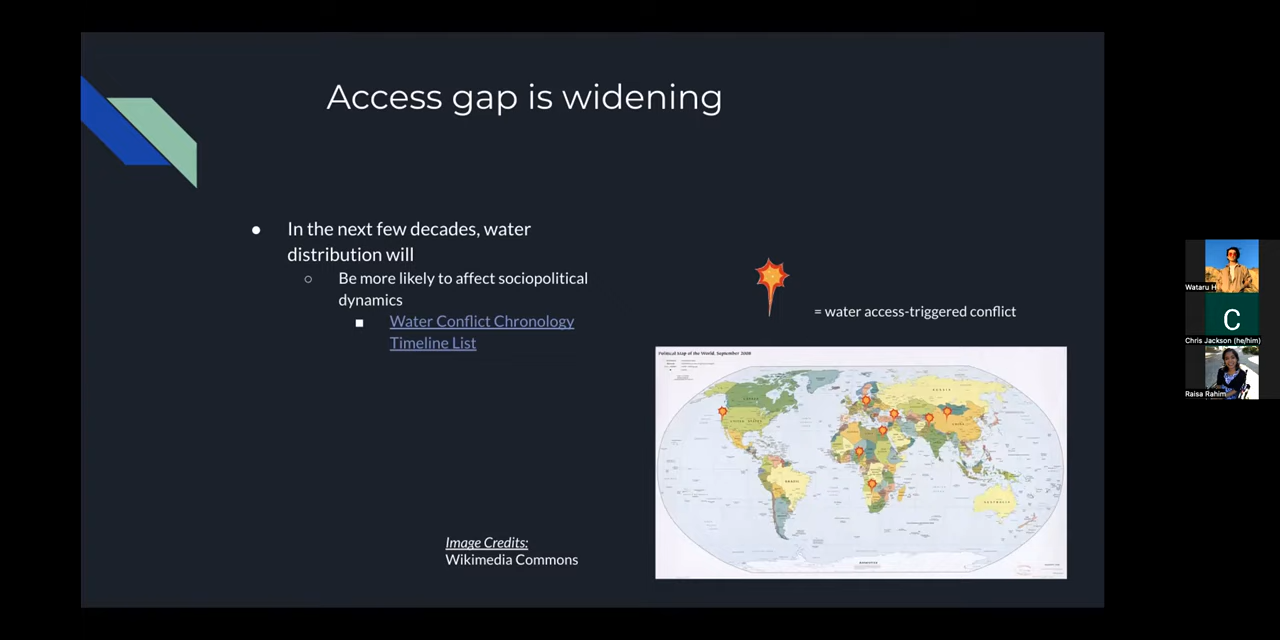 Access gap is widening
In the next few decades, water
distribution will
Be more likely to affect sociopolitical
dynamics
Water Conflict Chronology
Timeline List
= water access-triggered conflict
Political Map of the World, September 2008
Image Credits:
Wikimedia Commons
Wataru H
C
Chris Jackson (he/him)
Raisa Rahim